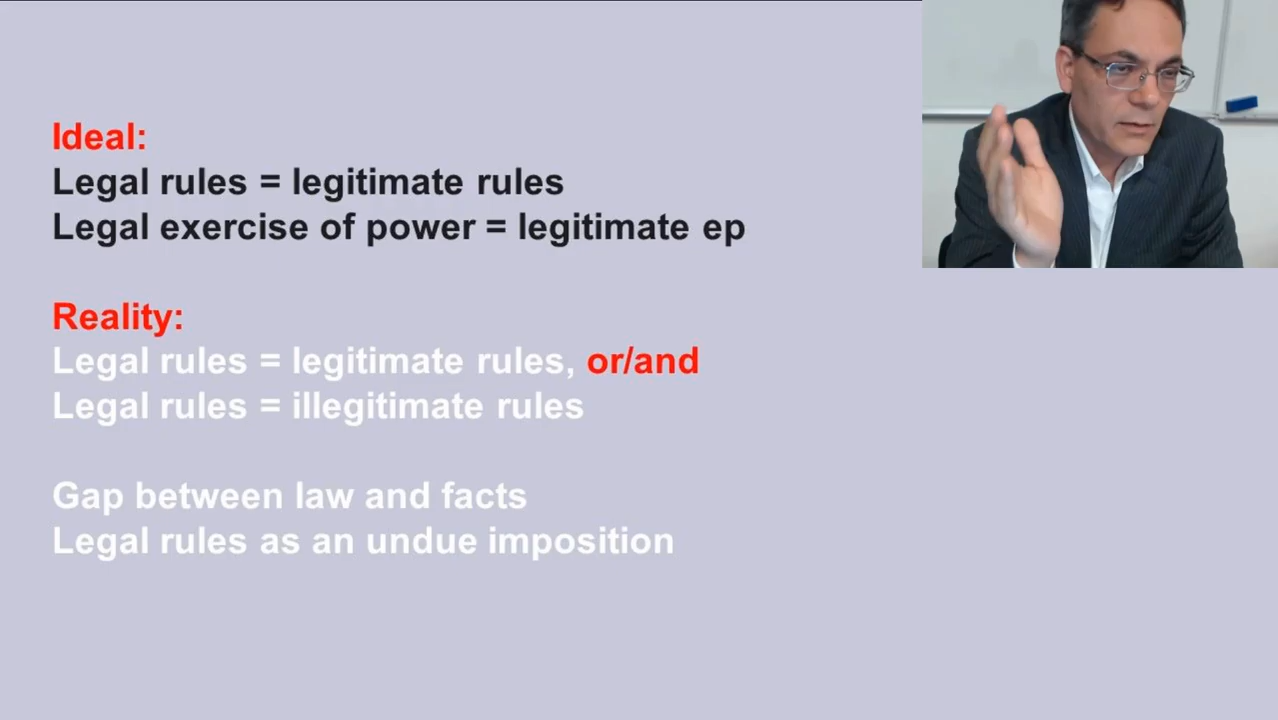 Ideal:
Legal rules = legitimate rules
Legal exercise of power = legitimate ep
Reality:
Legal rules = legitimate rules, or/and
Legal rules = illegitimate rules
Gap between law and facts
Legal rules as an undue imposition